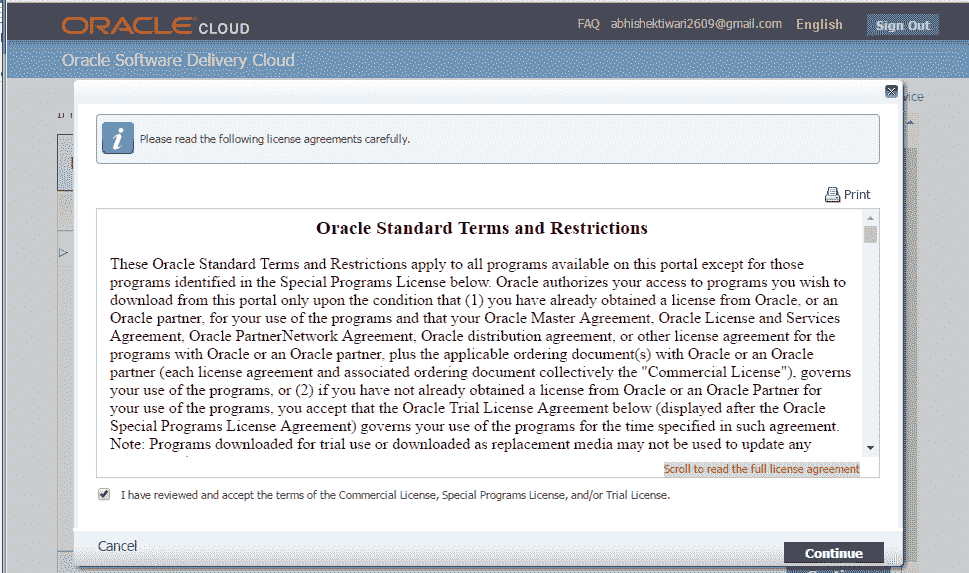 ORACLE CLOUD
FAQ abhishektiwari2609@gmail.com English Sign Out
Oracle Software Delivery Cloud
Please read the following license agreements carefully.
Print
Oracle Standard Terms and Restrictions
These Oracle Standard Terms and Restrictions apply to all programs available on this portal except for those
programs identified in the Special Programs License below. Oracle authorizes your access to programs you wish to
download from this portal only upon the condition that (1) you have already obtained a license from Oracle, or an
Oracle partner, for your use of the programs and that your Oracle Master Agreement, Oracle License and Services
Agreement, Oracle PartnerNetwork Agreement, Oracle distribution agreement, or other license agreement for the
programs with Oracle or an Oracle partner, plus the applicable ordering document(s) with Oracle or an Oracle
partner (each license agreement and associated ordering document collectively the "Commercial License"), governs
your use of the programs, or (2) if you have not already obtained a license from Oracle or an Oracle Partner for
your use of the programs, you accept that the Oracle Trial License Agreement below (displayed after the Oracle
Special Programs License Agreement) governs your use of the programs for the time specified in such agreement.
Note: Programs downloaded for trial use or downloaded as replacement media may not be used to update any
Scroll to read the full license agreement
I have reviewed and accept the terms of the Commercial License, Special Programs License, and/or Trial License.
Cancel
Continue